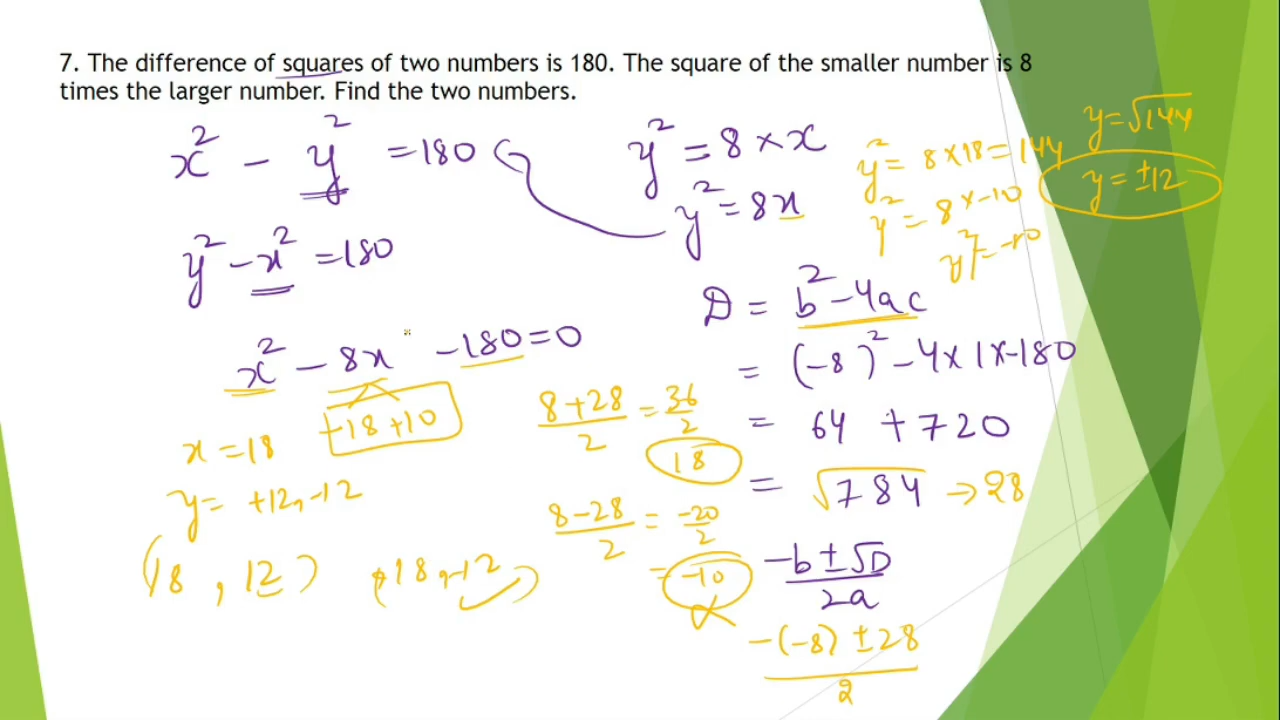 7. The difference of squares of two numbers is 180. The square of the smaller number is 8
times the larger number. Find the two numbers.
x² - y² = 180
y² - x² = 180
x² - 8x - 180 = 0
-18 +10
x = 18
y = +12, -12
(18, 12) (18, -12)
8+28/2 = 36/2
18
8-28/2 = -20/2
= -10
y² = 8 × x
y² = 8x
D = b² - 4ac
= (-8)² - 4 × 1 × -180
= 64 + 720
= √784 → 28
-b ± √D/2a
-(-8) ± 28/2
y² = 8 × 18 = 144
y² = 8 × -10
y = √144
y = ±12